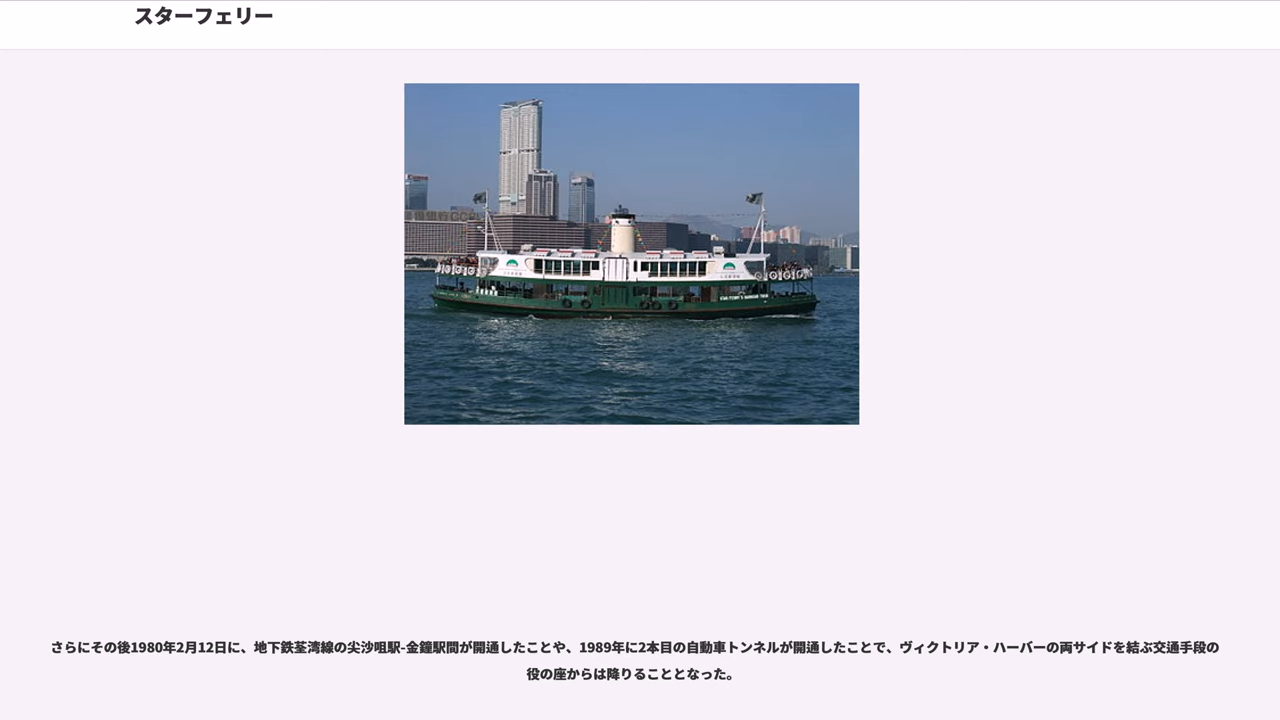 スターフェリー
さらにその後1980年2月12日に、地下鉄荃湾線の尖沙咀駅-金鐘駅間が開通したことや、1989年に2本目の自動車トンネルが開通したことで、ヴィクトリア・ハーバーの両サイドを結ぶ交通手段の
役の座からは降りることとなった。